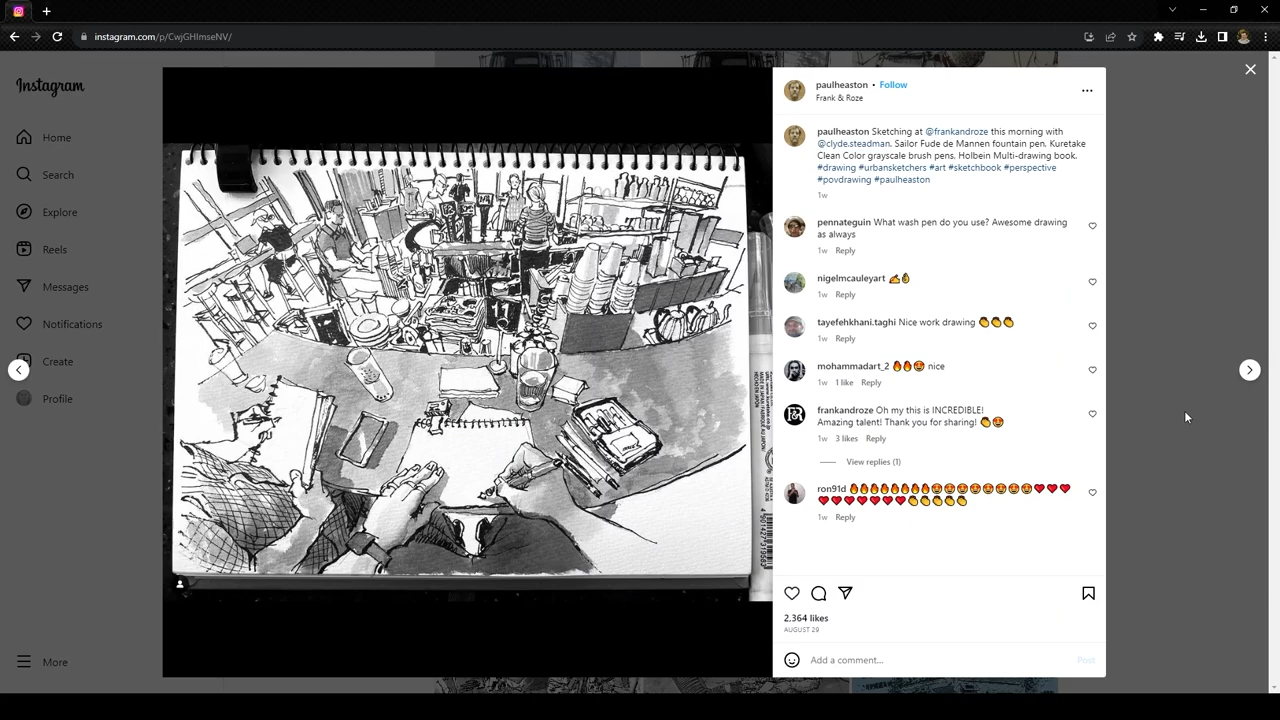 instagram.com/p/CwjGHImseNV/
Instagram
Home
Search
Explore
Reels
Messages
Notifications
Create
Profile
More
paulheaston • Follow
Frank & Roze
paulheaston Sketching at @frankandroze this morning with
@clyde.steadman. Sailor Fude de Mannen fountain pen, Kuretake
Clean Color grayscale brush pens, Holbein Multi-drawing book.
#drawing #urbansketchers #art #sketchbook #perspective
#povdrawing #paulheaston
1w
pennateguin What wash pen do you use? Awesome drawing
as always
1w Reply
nigelmcauleyart ✍👌
1w Reply
tayefehkhani.taghi Nice work drawing 👏👏👏
1w Reply
mohammadart_2 🔥🔥😍 nice
1w 1 like Reply
F&R
frankandroze Oh my this is INCREDIBLE!
Amazing talent! Thank you for sharing! 👏😍
1w 3 likes Reply
View replies (1)
ron91d 🔥🔥🔥🔥🔥🔥🔥🔥😍😍😍😍😍😍😍😍❤❤❤
❤❤❤❤❤❤❤👏👏👏👏👏
1w Reply
2,364 likes
AUGUST 29
Add a comment...
Post